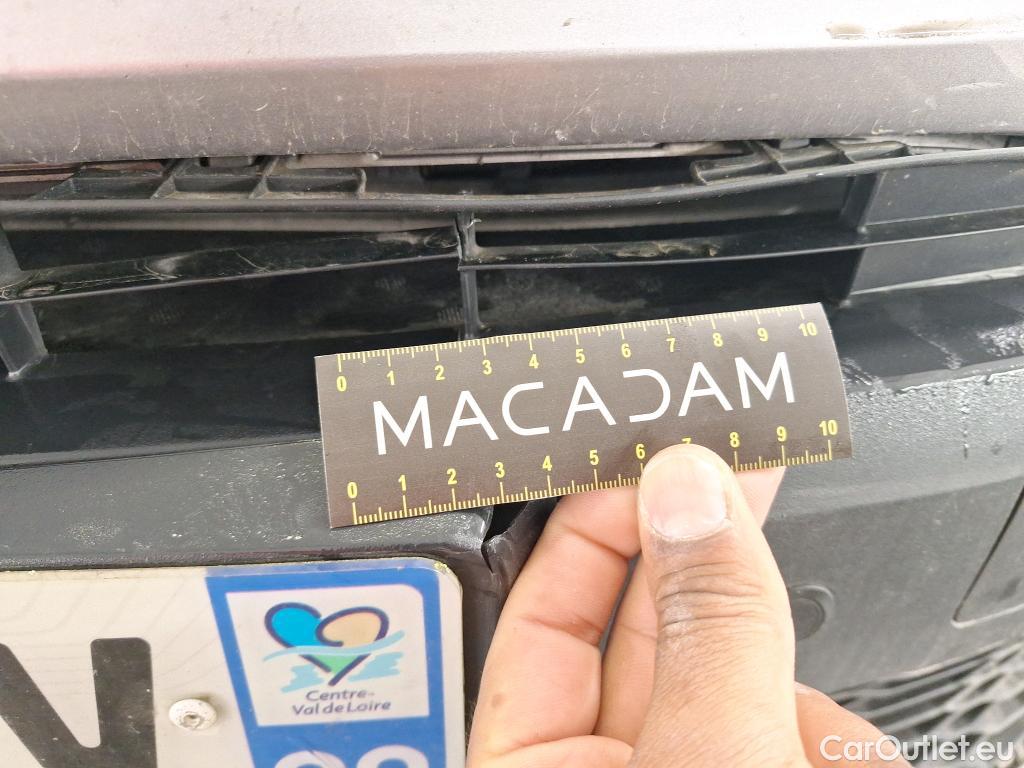 0 1 2 3 4 5 6 7 8 9 10
MACADAM
0 1 2 3 4 5 6 7 8 9 10
Centre-
Val de Loire
CarOutlet.eu